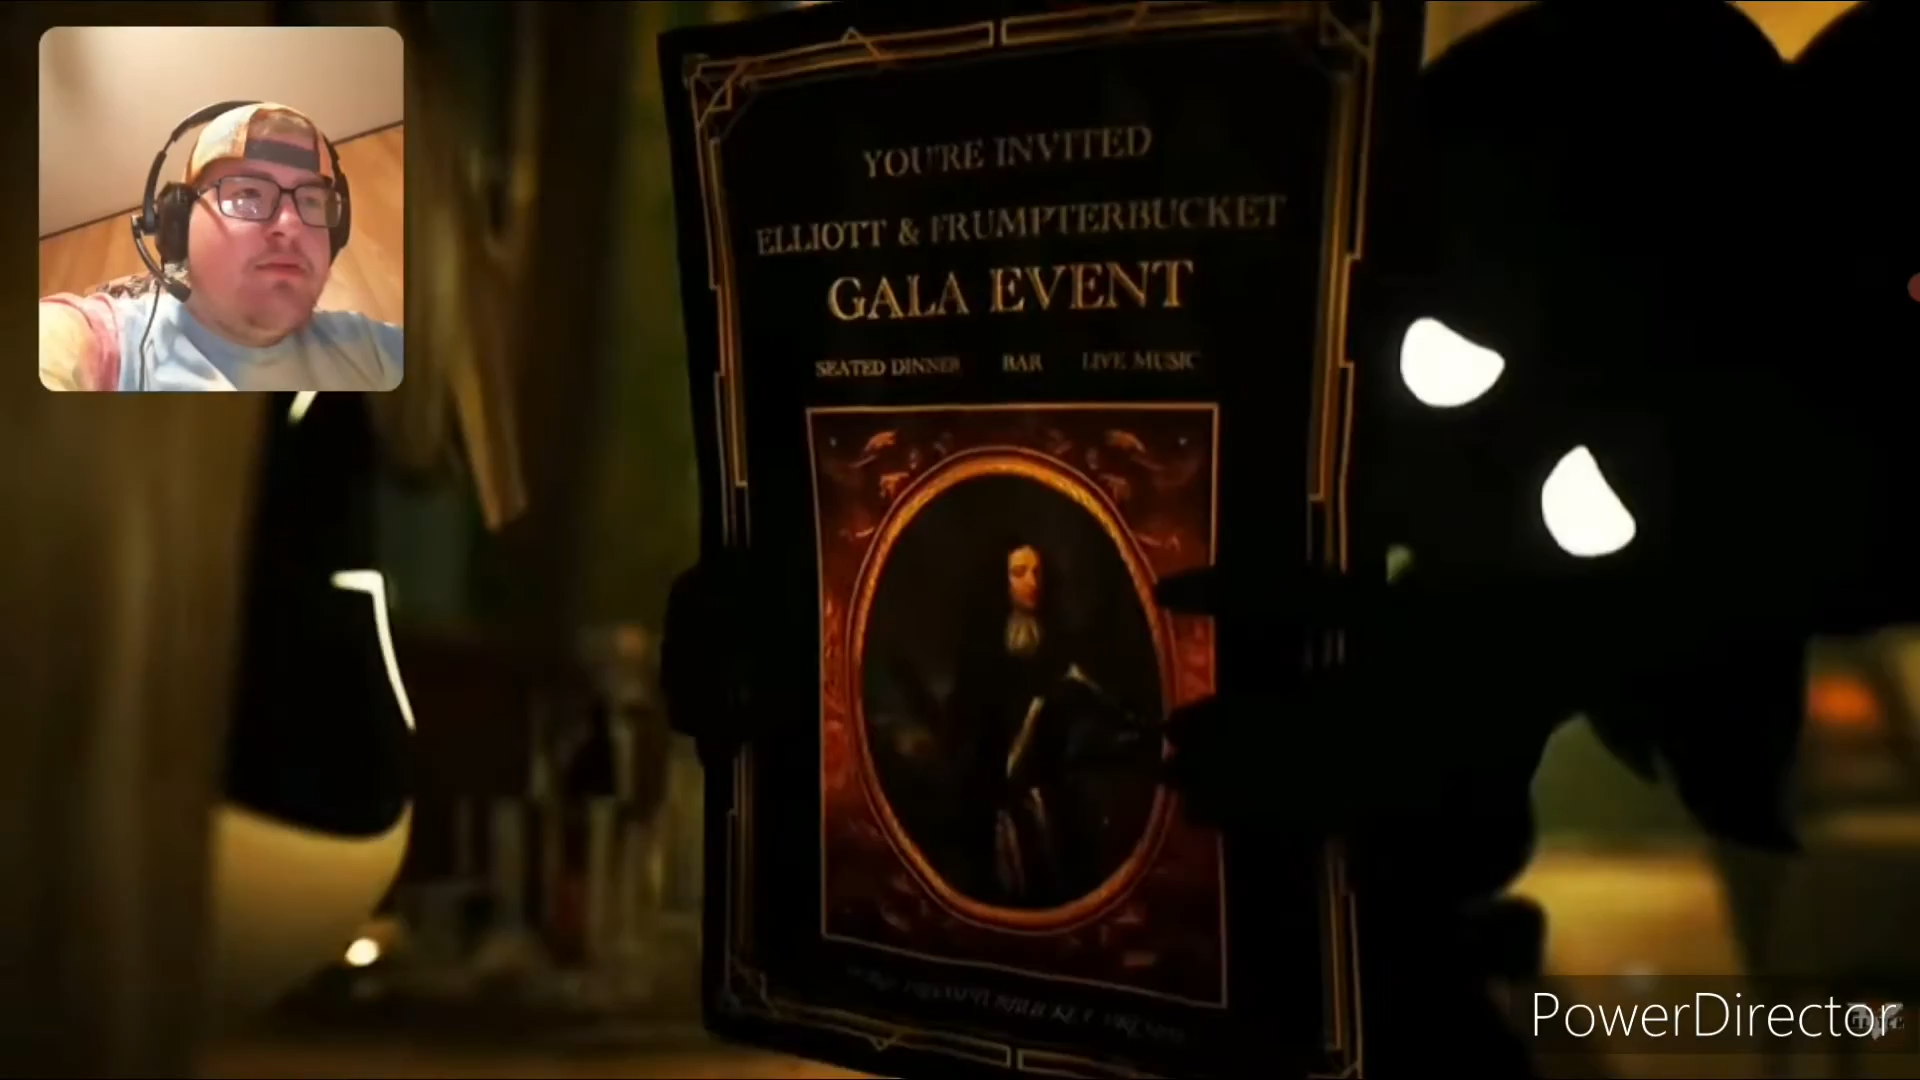 YOU'RE INVITED
ELLIOTT & FRUMPTERBUCKET
GALA EVENT
SEATED DINNER BAR LIVE MUSIC
PowerDirector